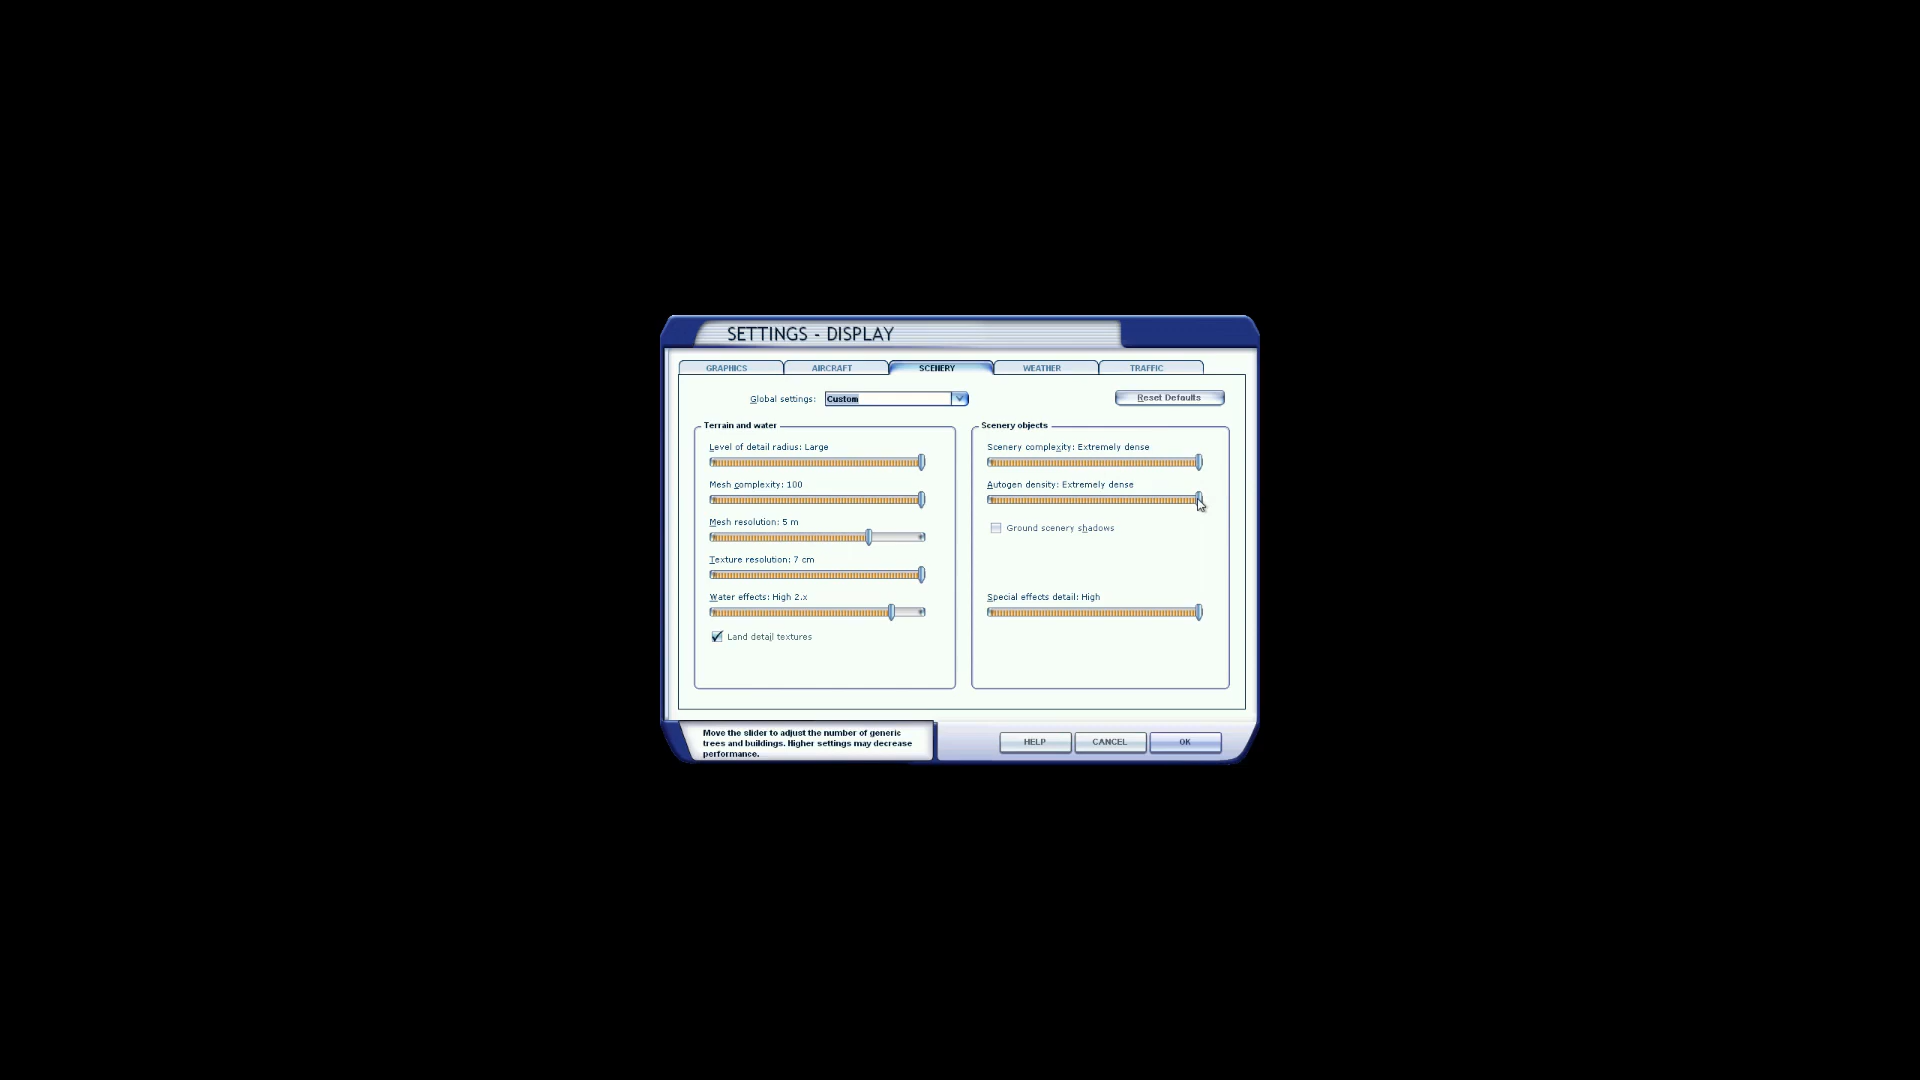 SETTINGS - DISPLAY
GRAPHICS
AIRCRAFT
SCENERY
WEATHER
TRAFFIC
Global settings:
Custom
Reset Defaults
Terrain and water
Level of detail radius: Large
Mesh complexity: 100
Mesh resolution: 5 m
Texture resolution: 7 cm
Water effects: High 2.x
Land detail textures
Scenery objects
Scenery complexity: Extremely dense
Autogen density: Extremely dense
Ground scenery shadows
Special effects detail: High
Move the slider to adjust the number of generic
trees and buildings. Higher settings may decrease
performance.
HELP
CANCEL
OK